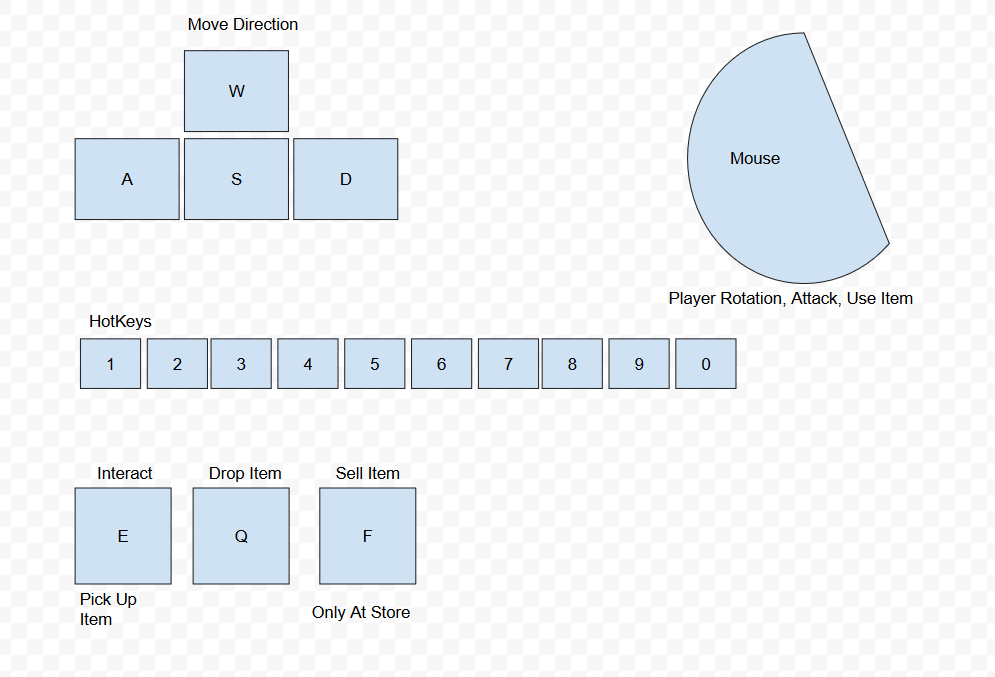 Move Direction
W
A S D
Mouse
Player Rotation, Attack, Use Item
HotKeys
1 2 3 4 5 6 7 8 9 0
Interact Drop Item Sell Item
E Q F
Pick Up
Item
Only At Store